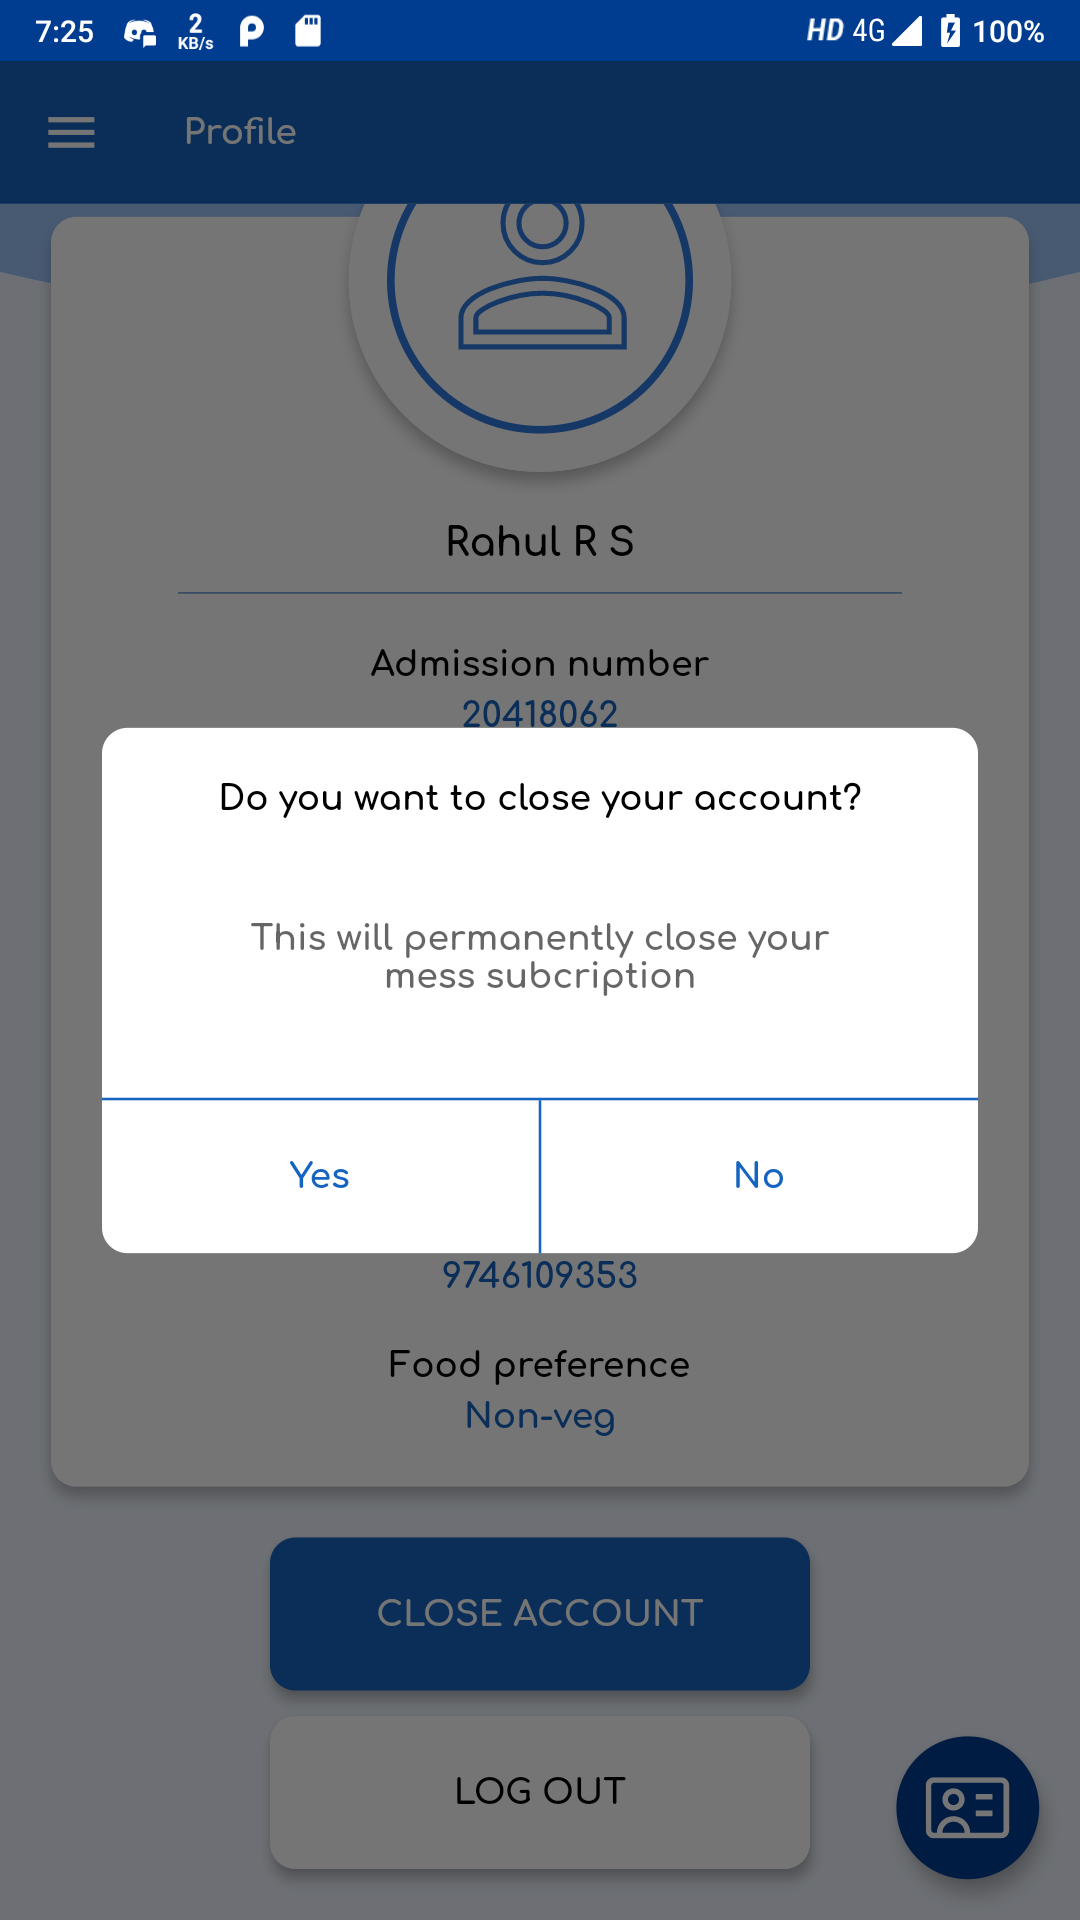 7:25
2
KB/s
HD 4G 100%
Profile
Rahul R S
Admission number
20418062
Do you want to close your account?
This will permanently close your
mess subcription
Yes No
9746109353
Food preference
Non-veg
CLOSE ACCOUNT
LOG OUT